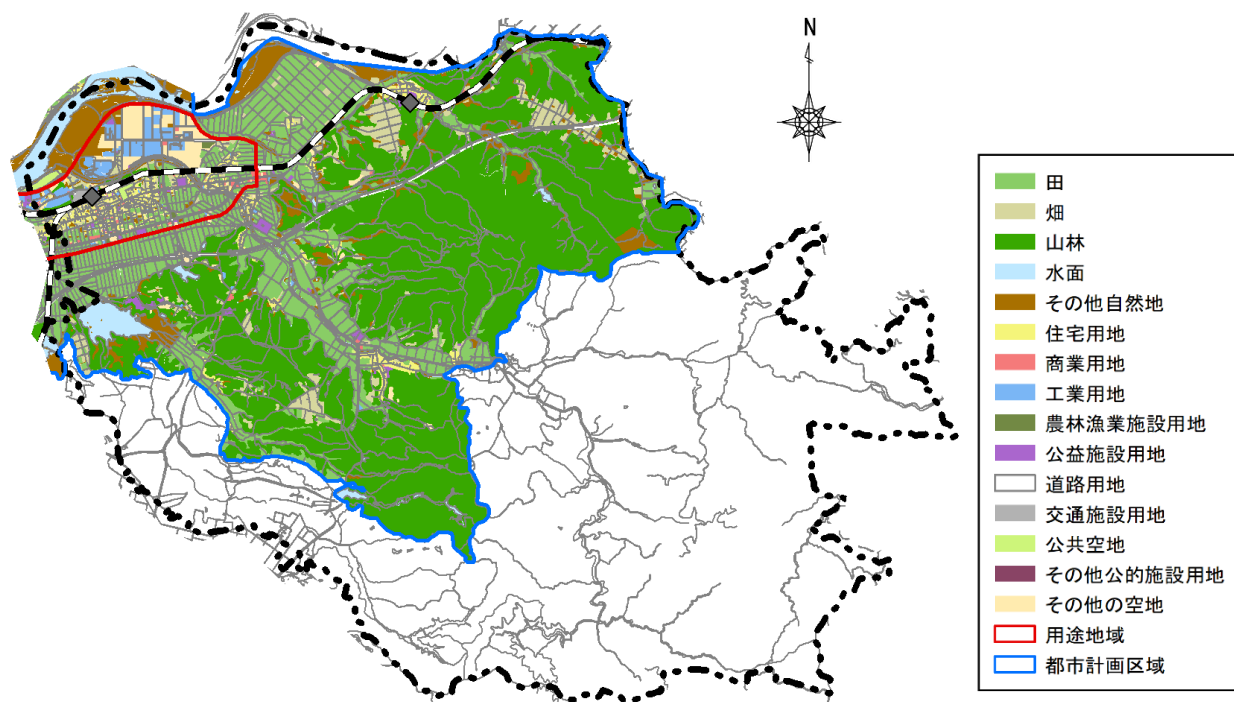 N
田
畑
山林
水面
その他自然地
住宅用地
商業用地
工業用地
農林漁業施設用地
公益施設用地
道路用地
交通施設用地
公共空地
その他公的施設用地
その他の空地
用途地域
都市計画区域